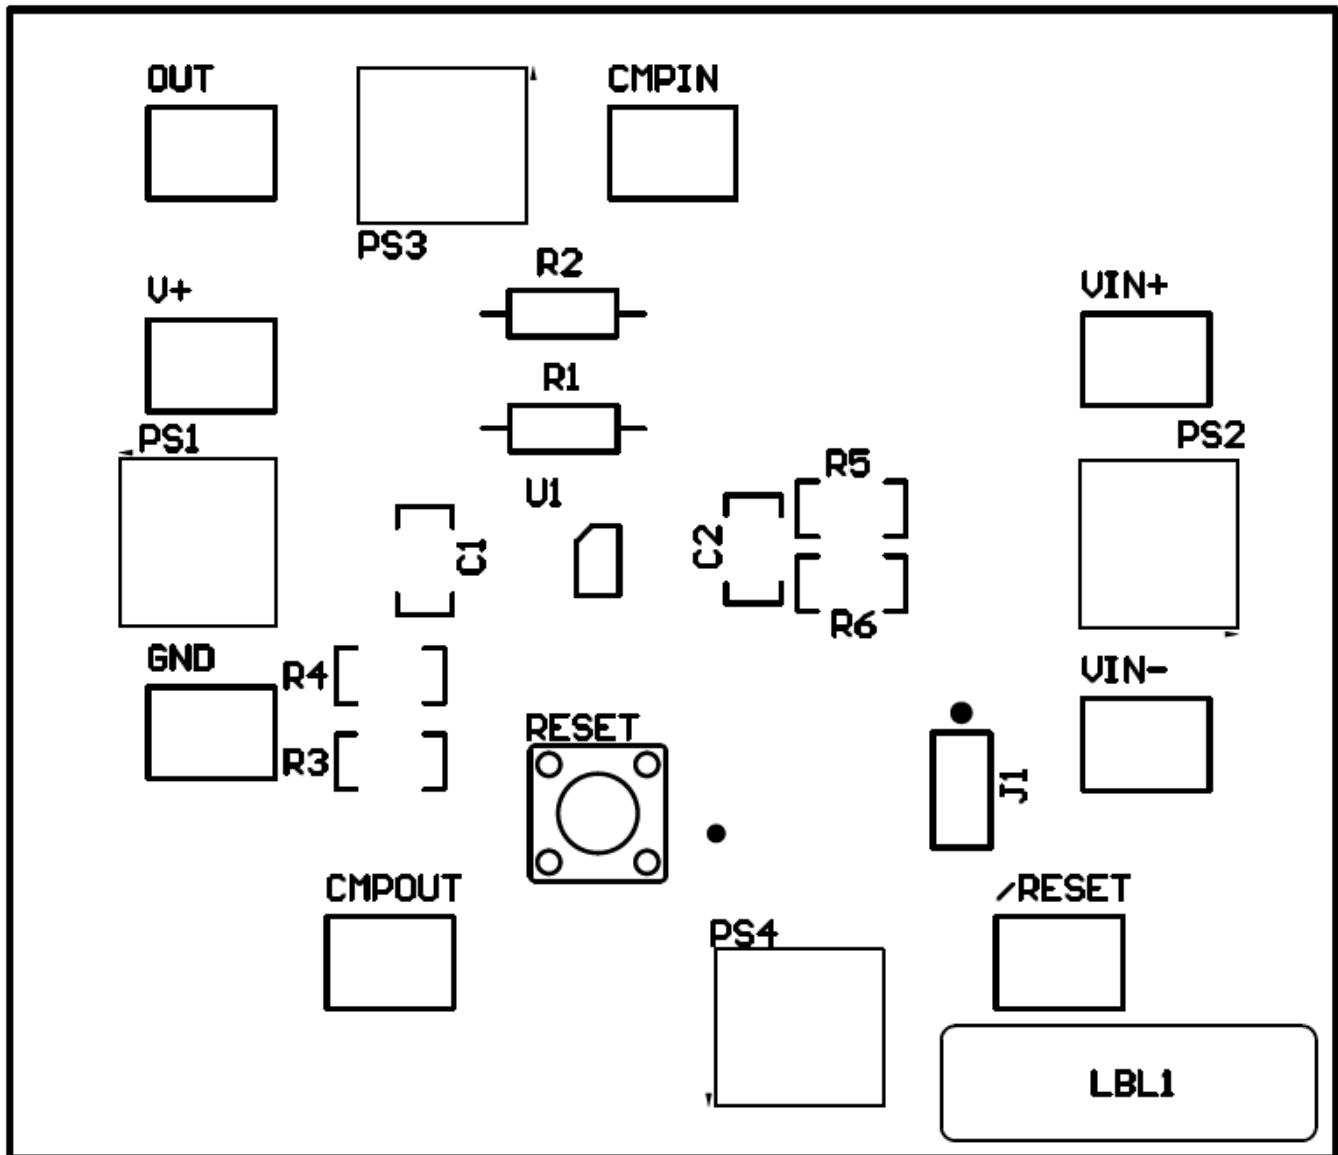 OUT
CMPIN
PS3
R2
V+
VIN+
R1
PS1
PS2
R5
U1
C1
C2
R6
GND
VIN-
R4
RESET
R3
J1
CMPOUT
/RESET
PS4
LBL1